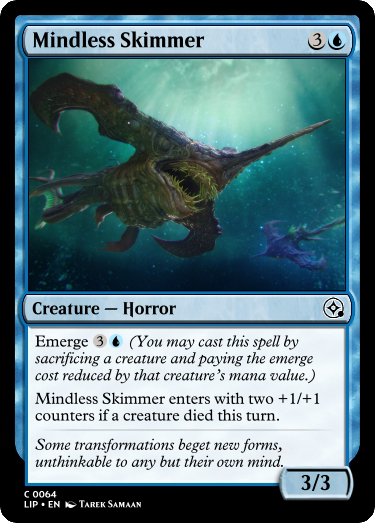 Mindless Skimmer 3
Creature — Horror
Emerge 3 (You may cast this spell by
sacrificing a creature and paying the emerge
cost reduced by that creature's mana value.)
Mindless Skimmer enters with two +1/+1
counters if a creature died this turn.
Some transformations beget new forms,
unthinkable to any but their own mind.
3/3
C 0064
LIP • EN Tarek Samaan